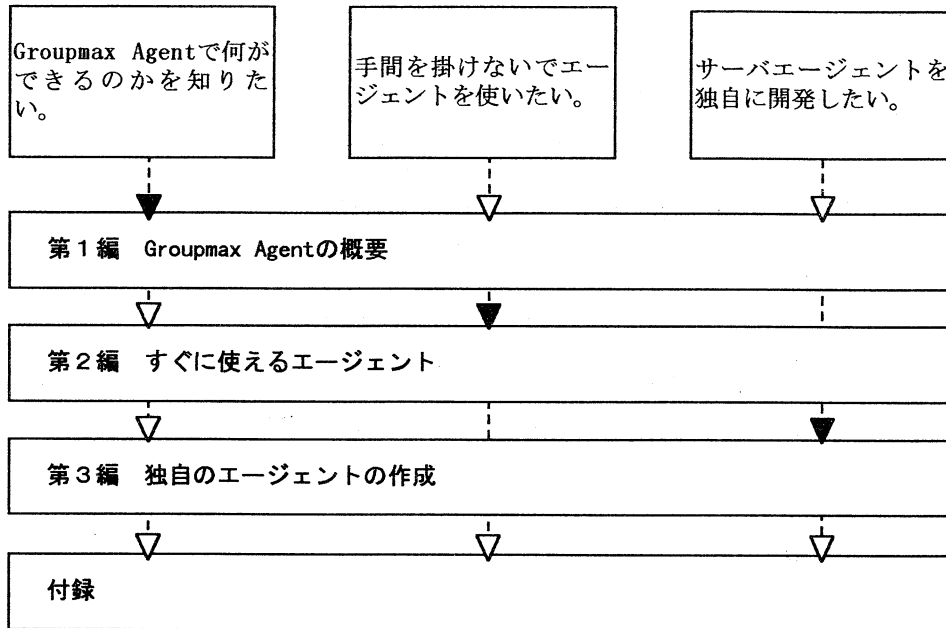 Groupmax Agentで何が
できるのかを知りた
い。
手間を掛けないでエー
ジェントを使いたい。
サーバエージェントを
独自に開発したい。
第１編 Groupmax Agentの概要
第２編 すぐに使えるエージェント
第３編 独自のエージェントの作成
付録